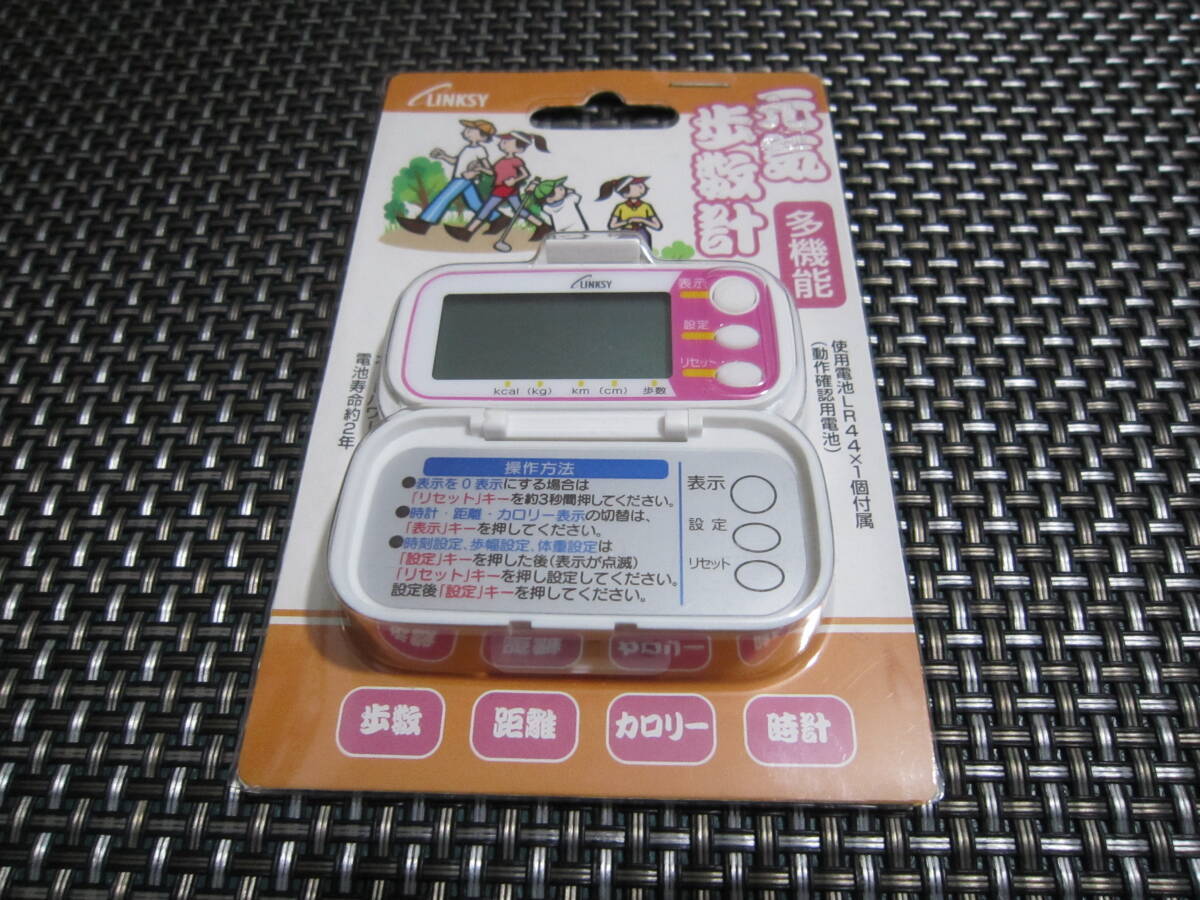 LINKSY
元気
歩数計
多機能
使用電池LR44×1個付属
(動作確認用電池)
電池寿命約2年
LINKSY
表示
設定
リセット
kcal (kg) km (cm) 歩数
操作方法
●表示を0表示にする場合は
「リセット」キーを約3秒間押してください。
●時計・距離・カロリー表示の切替は、
「表示」キーを押してください。
●時刻設定、歩幅設定、体重設定は
「設定」キーを押した後(表示が点滅)
「リセット」キーを押し設定してください。
設定後「設定」キーを押してください。
表示
設定
リセット
歩数
距離
カロリー
時計